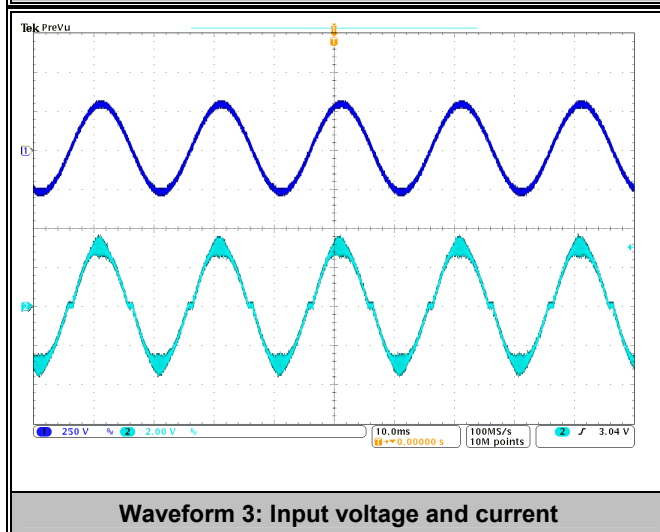 Tek PreVu
T
T
1
2
1 250 V 2 2.00 V
10.0ms
T→▼0.00000 s
100MS/s
10M points
2 ʃ 3.04 V
Waveform 3: Input voltage and current